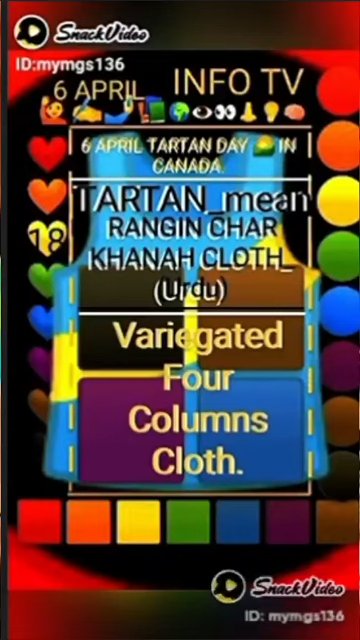 SnackVideo
ID:mymgs136
6 APRIL INFO TV
6 APRIL TARTAN DAY IN
CANADA.
TARTAN_mean
RANGIN CHAR
KHANAH CLOTH_
(Urdu)
18
Variegated
Four
Columns
Cloth.
SnackVideo
ID: mymgs136